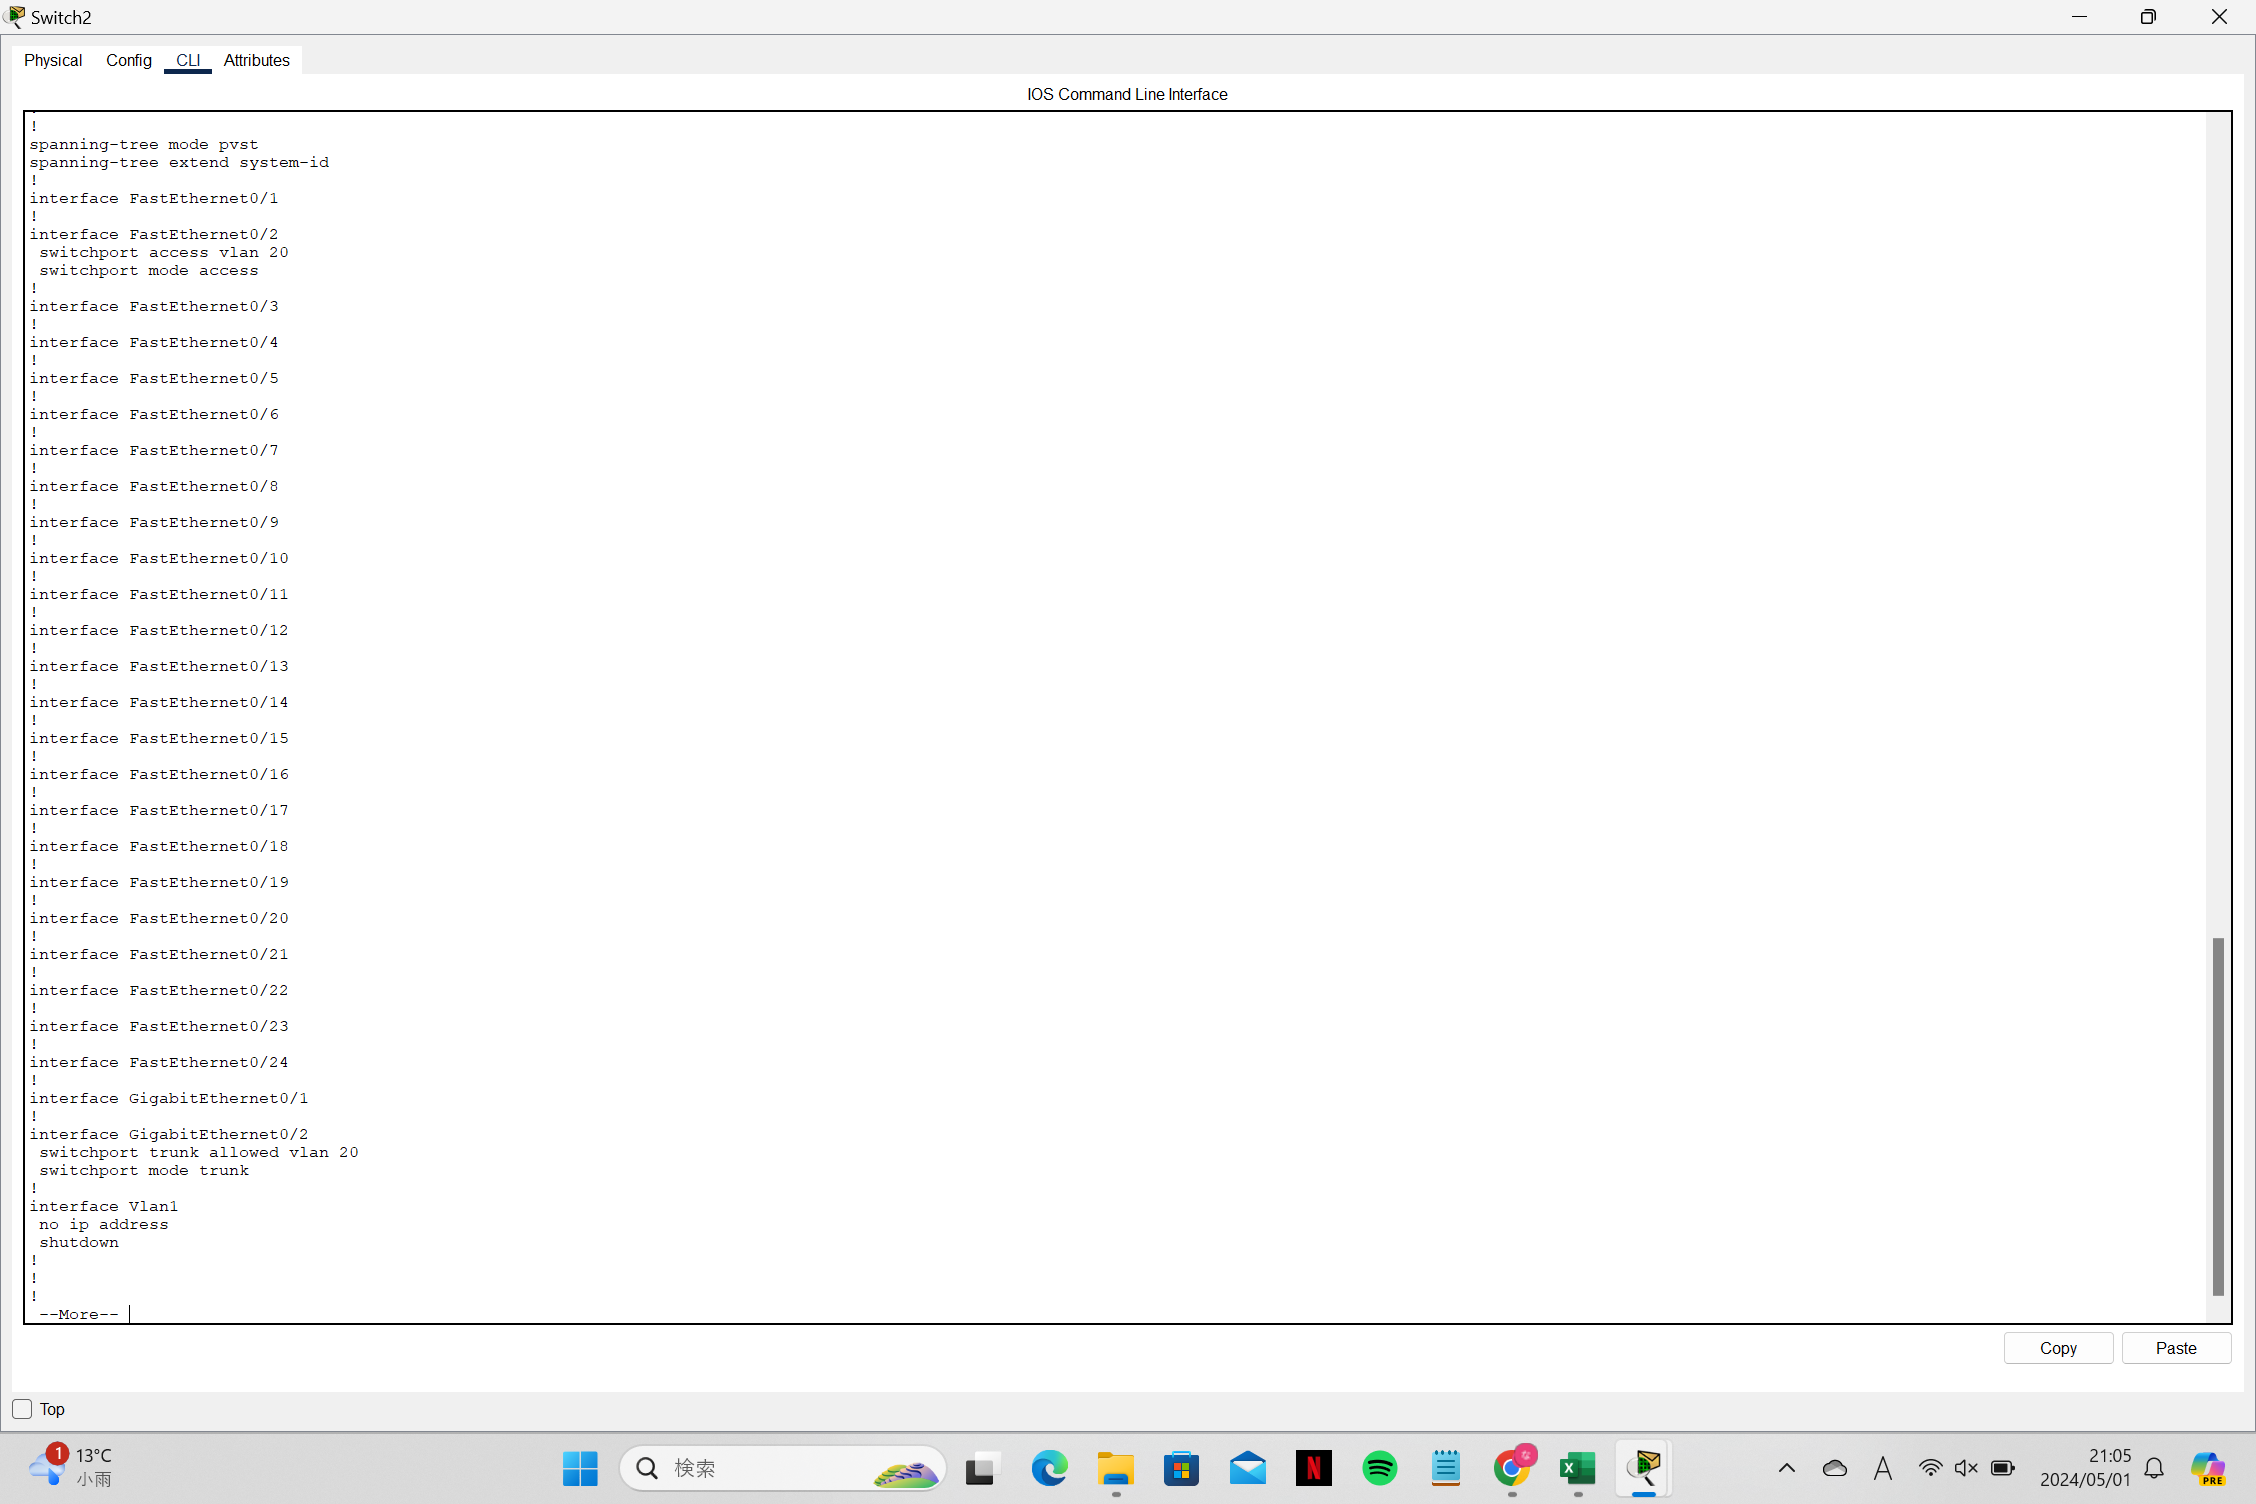 Switch2
Physical Config CLI Attributes
IOS Command Line Interface
!
spanning-tree mode pvst
spanning-tree extend system-id
!
interface FastEthernet0/1
!
interface FastEthernet0/2
switchport access vlan 20
switchport mode access
!
interface FastEthernet0/3
!
interface FastEthernet0/4
!
interface FastEthernet0/5
!
interface FastEthernet0/6
!
interface FastEthernet0/7
!
interface FastEthernet0/8
!
interface FastEthernet0/9
!
interface FastEthernet0/10
!
interface FastEthernet0/11
!
interface FastEthernet0/12
!
interface FastEthernet0/13
!
interface FastEthernet0/14
!
interface FastEthernet0/15
!
interface FastEthernet0/16
!
interface FastEthernet0/17
!
interface FastEthernet0/18
!
interface FastEthernet0/19
!
interface FastEthernet0/20
!
interface FastEthernet0/21
!
interface FastEthernet0/22
!
interface FastEthernet0/23
!
interface FastEthernet0/24
!
interface GigabitEthernet0/1
!
interface GigabitEthernet0/2
switchport trunk allowed vlan 20
switchport mode trunk
!
interface Vlan1
no ip address
shutdown
!
!
!
--More--
Copy Paste
Top
1 13°C
小雨
検索
N
X
A
21:05
2024/05/01
PRE